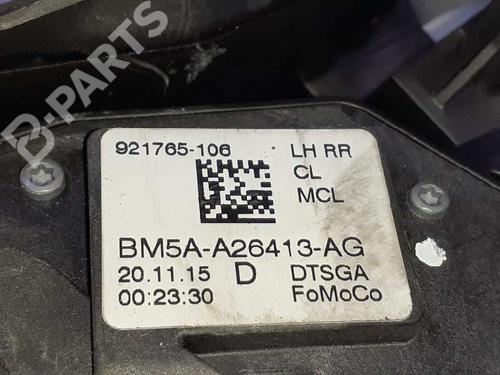 B-PARTS
921765-106 LH RR
CL
MCL
BM5A-A26413-AG
20.11.15 D DTSGA
00:23:30 FoMoCo